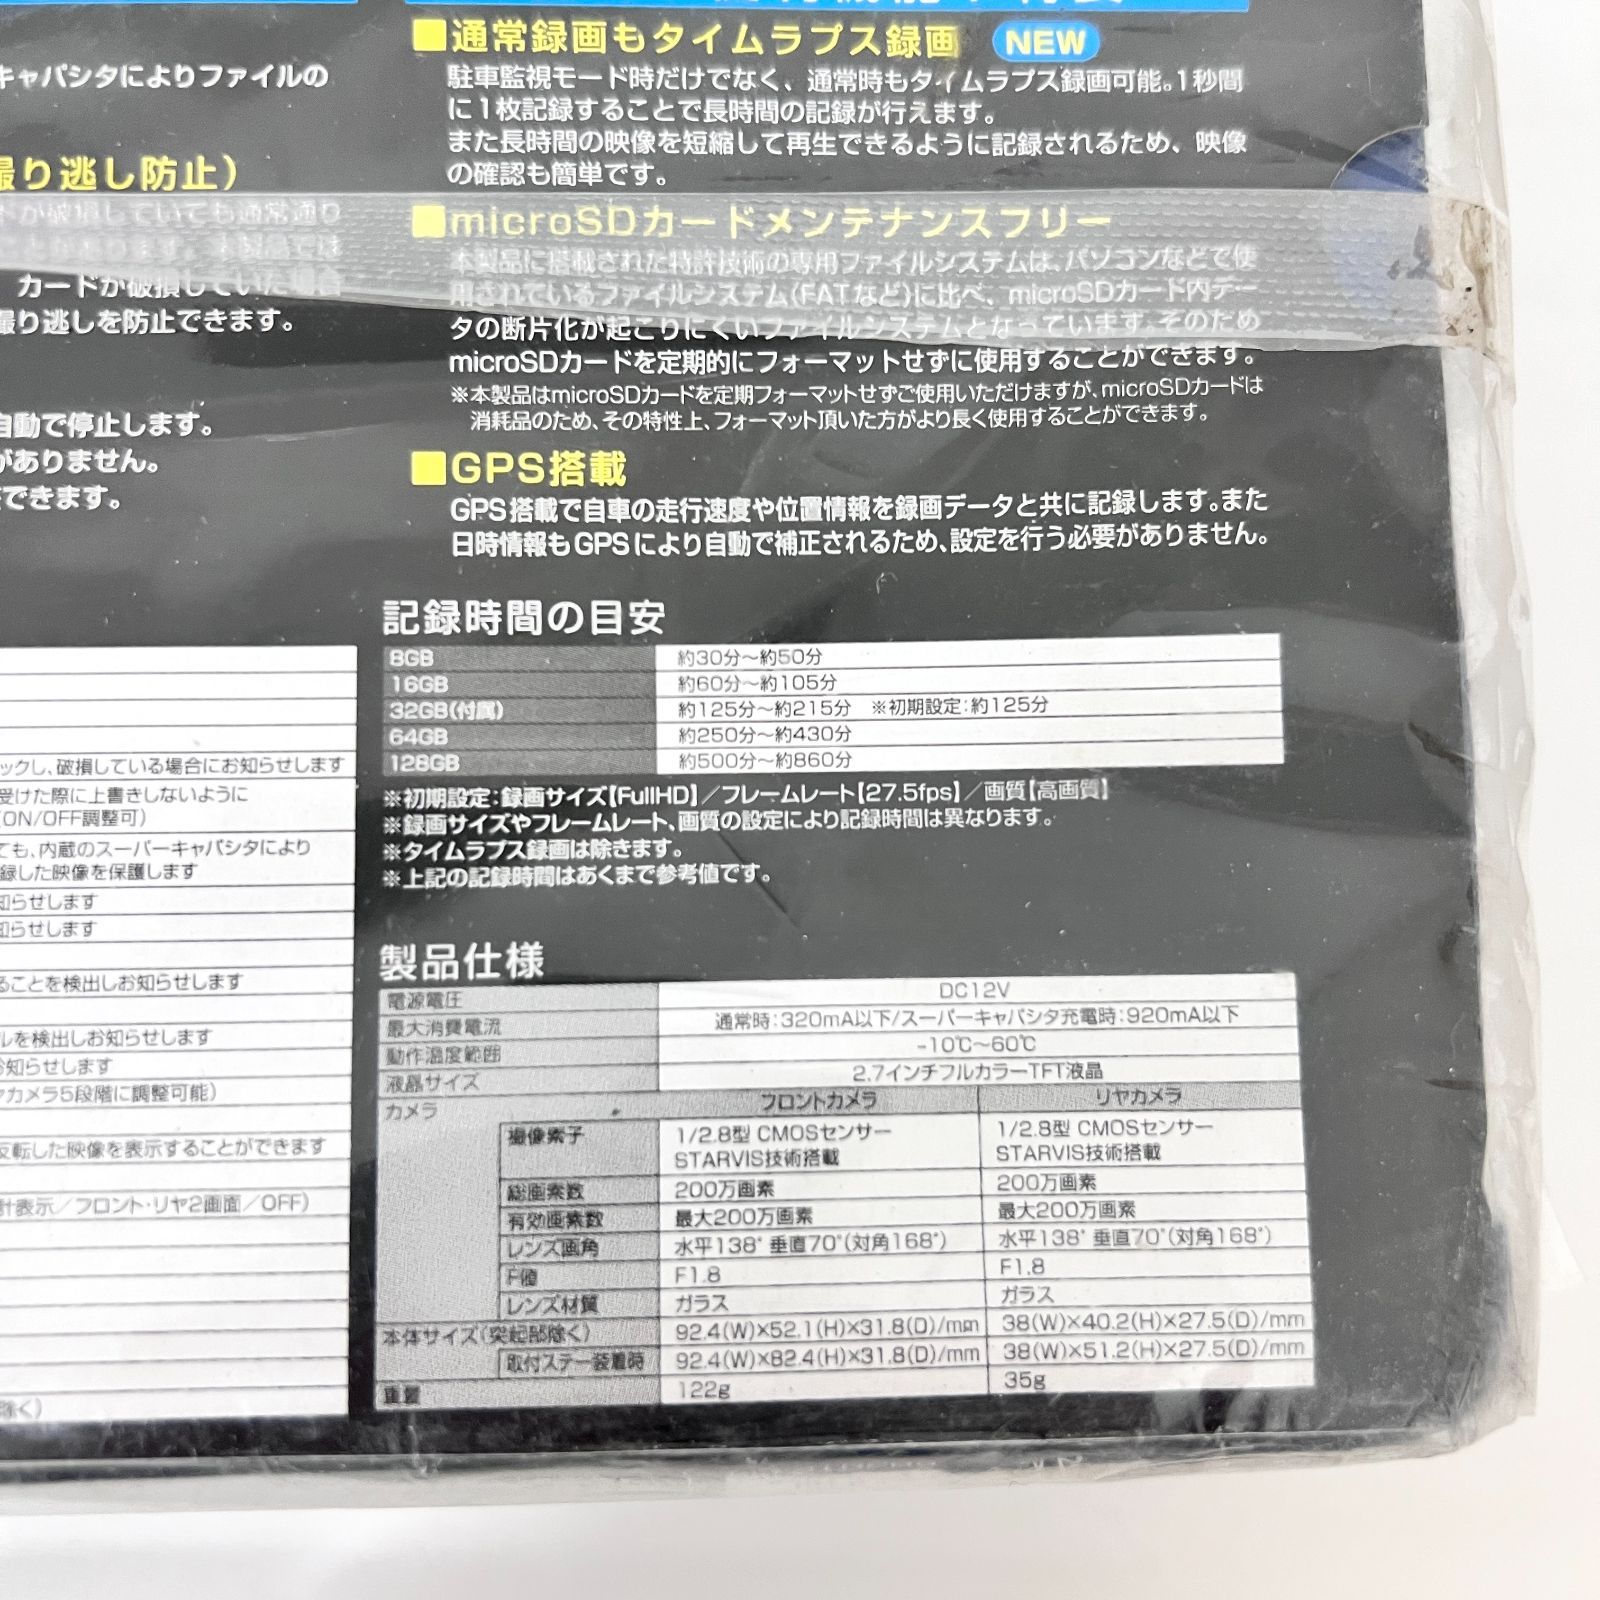 キャパシタによりファイルの
撮り逃し防止）
カードが破損していた場合
撮り逃しを防止できます。
自動で停止します。
がありません。
できます。
ックし、破損している場合にお知らせします
受けた際に上書きしないように
(ON/OFF調整可)
ても、内蔵のスーパーキャパシタにより
録した映像を保護します
知らせします
知らせします
ることを検出しお知らせします
ルを検出しお知らせします
お知らせします
ヤカメラ5段階に調整可能)
反転した映像を表示することができます
計表示／フロント・リヤ2画面／OFF)
除く)
■通常録画もタイムラプス録画 NEW
駐車監視モード時だけでなく、通常時もタイムラプス録画可能。1秒間
に1枚記録することで長時間の記録が行えます。
また長時間の映像を短縮して再生できるように記録されるため、映像
の確認も簡単です。
■microSDカードメンテナンスフリー
本製品に搭載された特許技術の専用ファイルシステムは、パソコンなどで使
用されているファイルシステム(FATなど)に比べ、microSDカード内デー
タの断片化が起こりにくいファイルシステムとなっています。そのため
microSDカードを定期的にフォーマットせずに使用することができます。
※本製品はmicroSDカードを定期フォーマットせずご使用いただけますが、microSDカードは
消耗品のため、その特性上、フォーマット頂いた方がより長く使用することができます。
■GPS搭載
GPS搭載で自車の走行速度や位置情報を録画データと共に記録します。また
日時情報もGPSにより自動で補正されるため、設定を行う必要がありません。
記録時間の目安
8GB 約30分～約50分
16GB 約60分～約105分
32GB(付属) 約125分～約215分 ※初期設定：約125分
64GB 約250分～約430分
128GB 約500分～約860分
※初期設定：録画サイズ【FullHD】／フレームレート【27.5fps】／画質【高画質】
※録画サイズやフレームレート、画質の設定により記録時間は異なります。
※タイムラプス録画は除きます。
※上記の記録時間はあくまで参考値です。
製品仕様
電源電圧 DC12V
最大消費電流 通常時：320mA以下/スーパーキャパシタ充電時：920mA以下
動作温度範囲 -10℃～60℃
液晶サイズ 2.7インチフルカラーTFT液晶
カメラ フロントカメラ リヤカメラ
撮像素子 1/2.8型 CMOSセンサー 1/2.8型 CMOSセンサー
STARVIS技術搭載 STARVIS技術搭載
総画素数 200万画素 200万画素
有効画素数 最大200万画素 最大200万画素
レンズ画角 水平138° 垂直70°(対角168°) 水平138° 垂直70°(対角168°)
F値 F1.8 F1.8
レンズ材質 ガラス ガラス
本体サイズ(突起部除く) 92.4(W)×52.1(H)×31.8(D)/mm 38(W)×40.2(H)×27.5(D)/mm
取付ステー装着時 92.4(W)×82.4(H)×31.8(D)/mm 38(W)×51.2(H)×27.5(D)/mm
重量 122g 35g